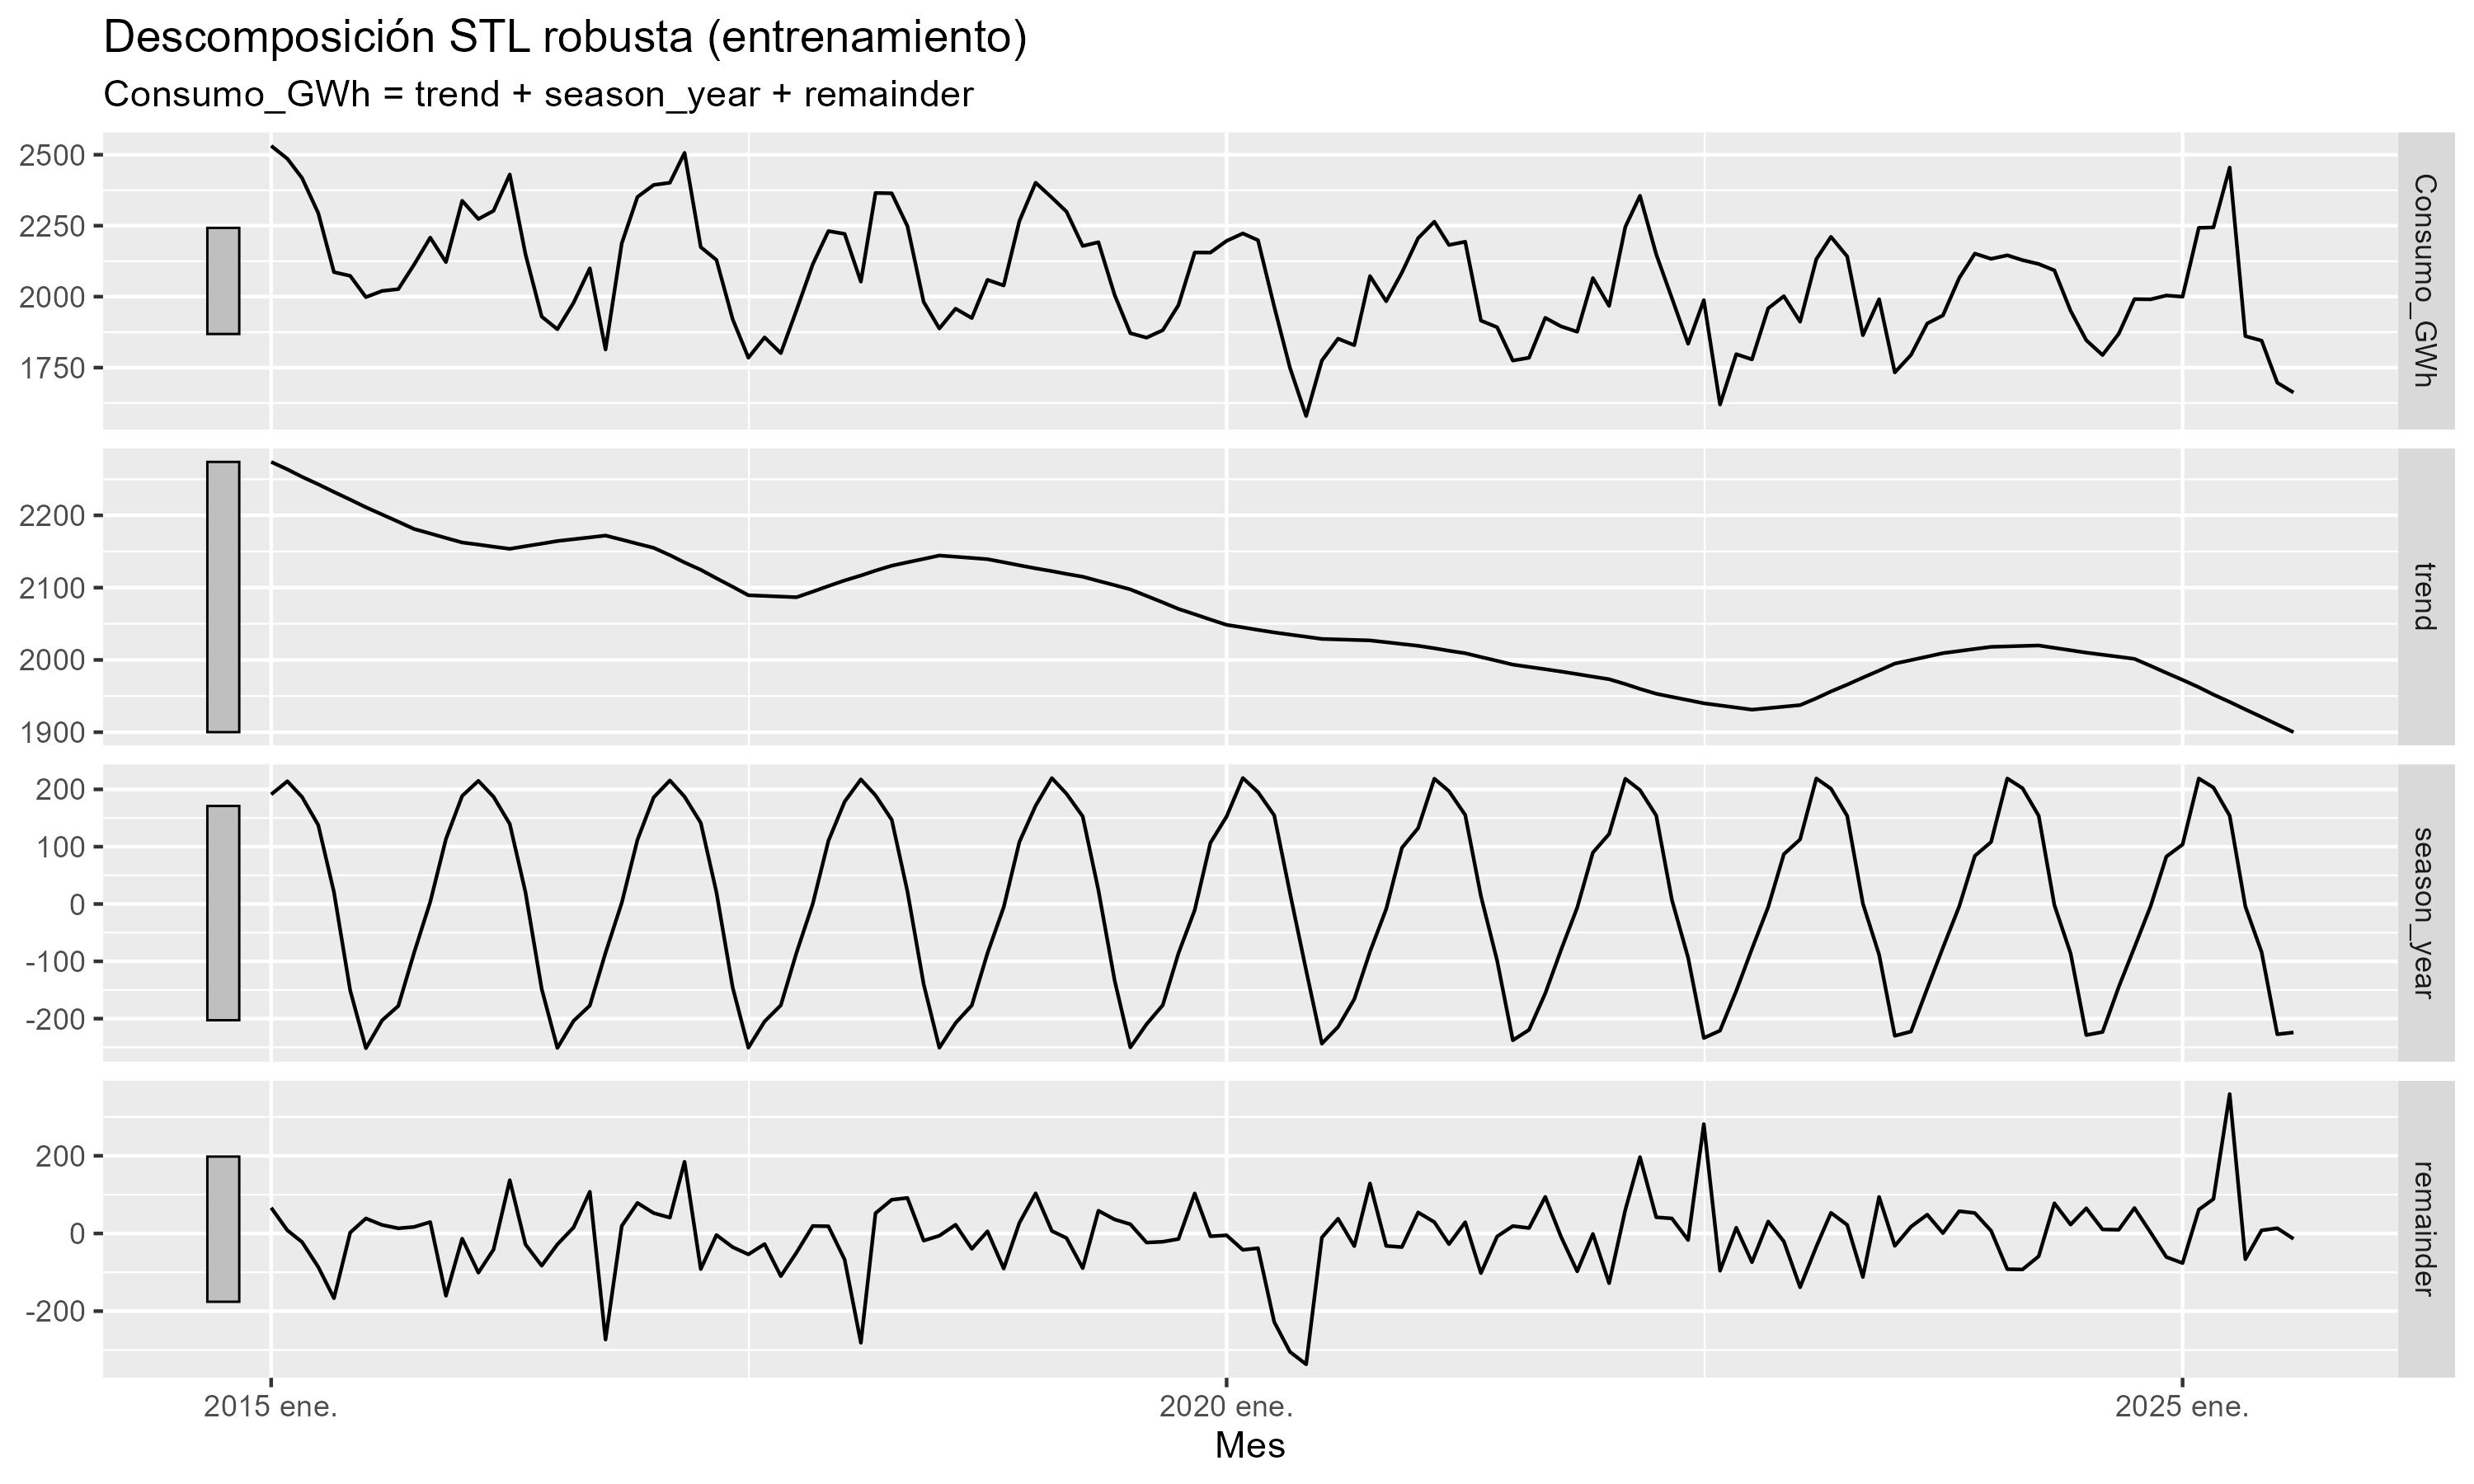 Descomposición STL robusta (entrenamiento)
Consumo_GWh = trend + season_year + remainder
2500
2250
2000
1750
Consumo_GWh
2200
2100
2000
1900
trend
200
100
0
-100
-200
season_year
200
0
-200
remainder
2015 ene.
2020 ene.
2025 ene.
Mes